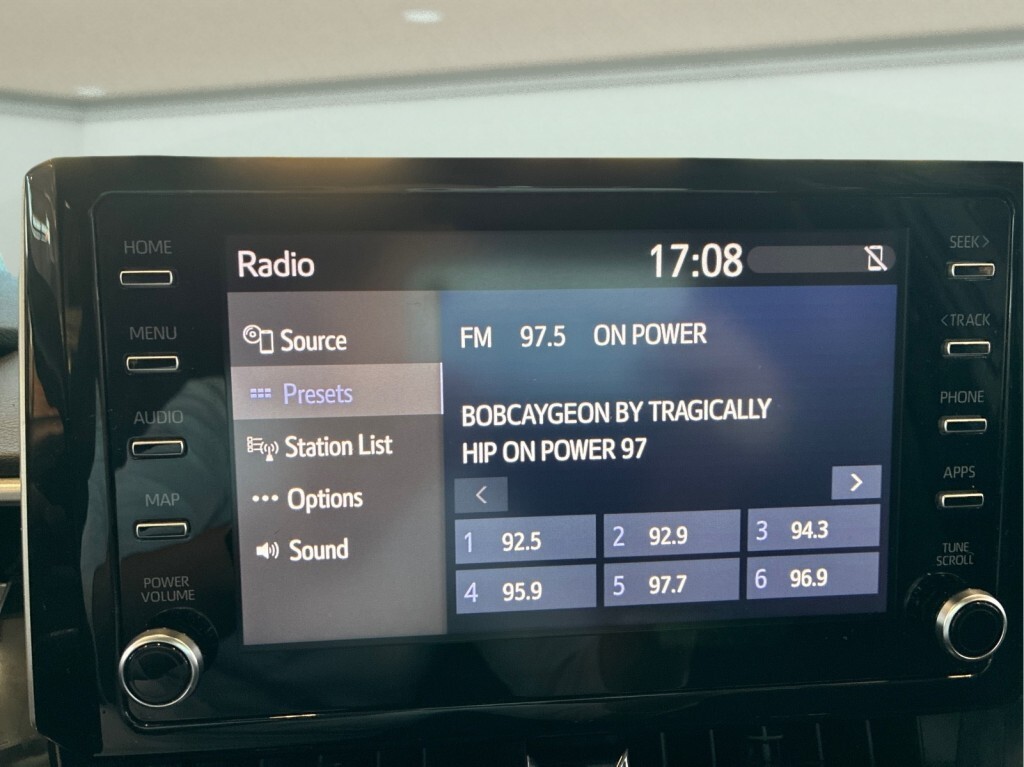 HOME
MENU
AUDIO
MAP
POWER
VOLUME
Radio 17:08
Source
Presets
Station List
Options
Sound
FM 97.5 ON POWER
BOBCAYGEON BY TRAGICALLY
HIP ON POWER 97
< >
1 92.5 2 92.9 3 94.3
4 95.9 5 97.7 6 96.9
SEEK>
<TRACK
PHONE
APPS
TUNE
SCROLL